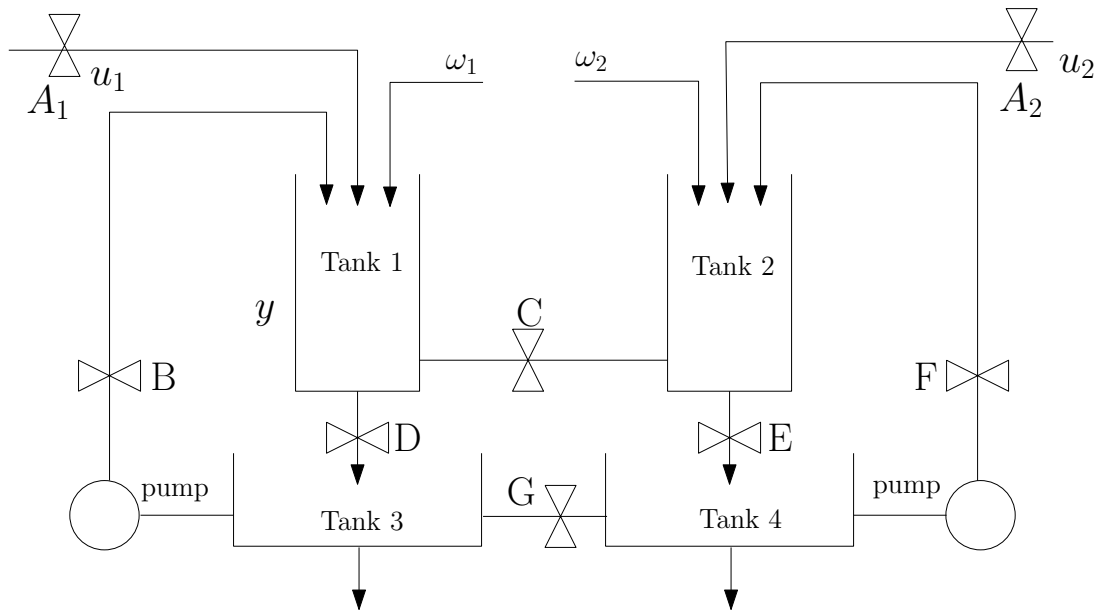 ω₁
ω₂
u₁
u₂
A₁
A₂
Tank 1
Tank 2
y
C
B
F
D
E
pump
G
pump
Tank 3
Tank 4